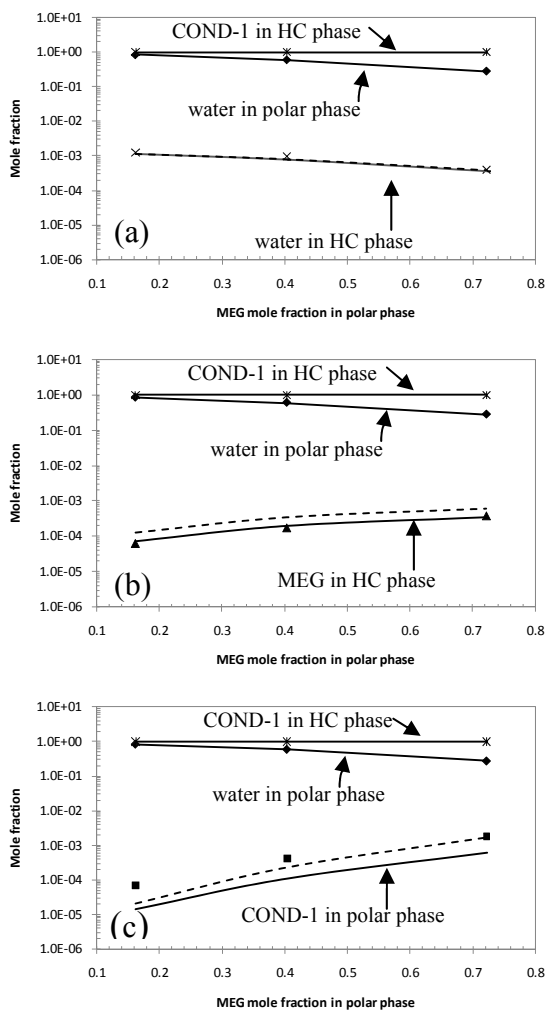 1.0E+01
COND-1 in HC phase
1.0E+00
1.0E-01
water in polar phase
1.0E-02
1.0E-03
1.0E-04
1.0E-05
1.0E-06
Mole fraction
(a)
water in HC phase
0.1 0.2 0.3 0.4 0.5 0.6 0.7 0.8
MEG mole fraction in polar phase
1.0E+01
COND-1 in HC phase
1.0E+00
1.0E-01
water in polar phase
1.0E-02
1.0E-03
1.0E-04
1.0E-05
1.0E-06
Mole fraction
(b)
MEG in HC phase
0.1 0.2 0.3 0.4 0.5 0.6 0.7 0.8
MEG mole fraction in polar phase
1.0E+01
COND-1 in HC phase
1.0E+00
1.0E-01
water in polar phase
1.0E-02
1.0E-03
1.0E-04
1.0E-05
1.0E-06
Mole fraction
(c)
COND-1 in polar phase
0.1 0.2 0.3 0.4 0.5 0.6 0.7 0.8
MEG mole fraction in polar phase